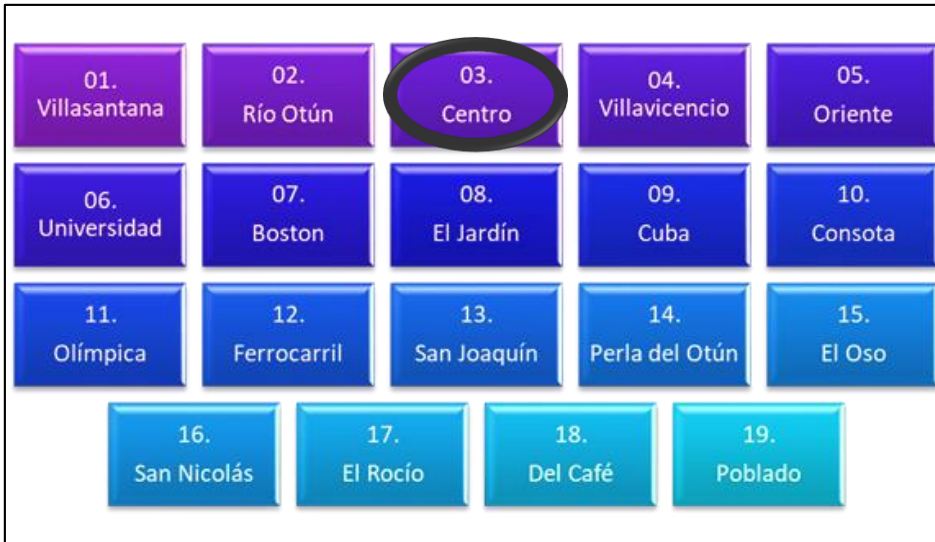 01.
Villasantana
02.
Río Otún
03.
Centro
04.
Villavicencio
05.
Oriente
06.
Universidad
07.
Boston
08.
El Jardín
09.
Cuba
10.
Consota
11.
Olímpica
12.
Ferrocarril
13.
San Joaquín
14.
Perla del Otún
15.
El Oso
16.
San Nicolás
17.
El Rocío
18.
Del Café
19.
Poblado